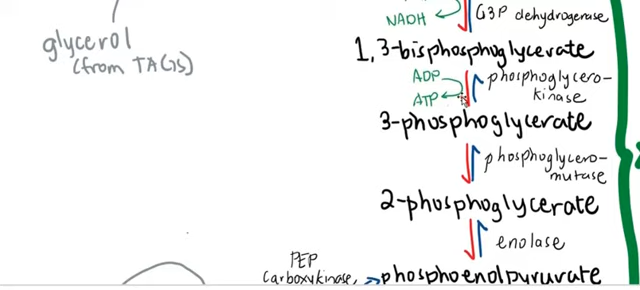 NADH
G3P dehydrogerase
glycerol
(from TAGs)
1,3-bisphosphoglycerate
ADP
ATP
phosphoglycero-
kinase
3-phosphoglycerate
phosphoglycero-
mutase
2-phosphoglycerate
enolase
PEP
Carboxykinase
phosphoenolpyruvate